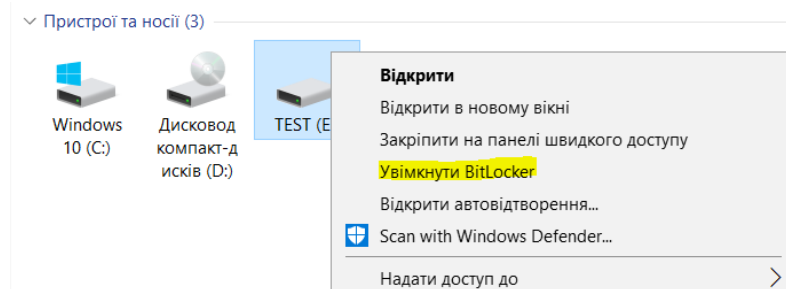 Пристрої та носії (3)
Windows
10 (C:)
Дисковод
компакт-д
исків (D:)
TEST (E
Відкрити
Відкрити в новому вікні
Закріпити на панелі швидкого доступу
Увімкнути BitLocker
Відкрити автовідтворення...
Scan with Windows Defender...
Надати доступ до